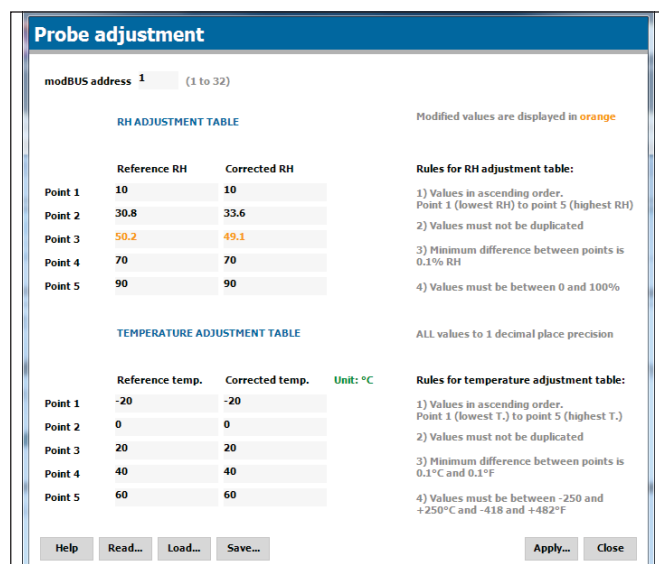 Probe adjustment
modBUS address 1 (1 to 32)
RH ADJUSTMENT TABLE
Modified values are displayed in orange
Reference RH Corrected RH
Rules for RH adjustment table:
Point 1 10 10
1) Values in ascending order.
Point 1 (lowest RH) to point 5 (highest RH)
Point 2 30.8 33.6
2) Values must not be duplicated
Point 3 50.2 49.1
3) Minimum difference between points is
0.1% RH
Point 4 70 70
Point 5 90 90
4) Values must be between 0 and 100%
TEMPERATURE ADJUSTMENT TABLE
ALL values to 1 decimal place precision
Reference temp. Corrected temp. Unit: °C
Rules for temperature adjustment table:
Point 1 -20 -20
1) Values in ascending order.
Point 1 (lowest T.) to point 5 (highest T.)
Point 2 0 0
2) Values must not be duplicated
Point 3 20 20
3) Minimum difference between points is
0.1°C and 0.1°F
Point 4 40 40
Point 5 60 60
4) Values must be between -250 and
+250°C and -418 and +482°F
Help Read... Load... Save... Apply... Close